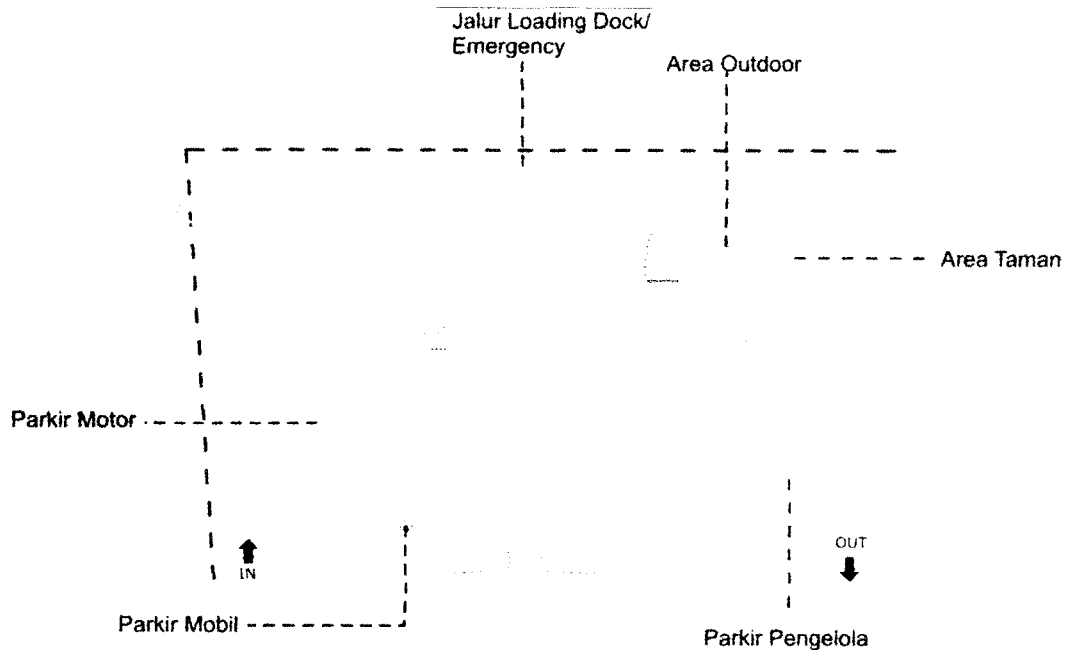 Jalur Loading Dock/
Emergency
Area Outdoor
Area Taman
Parkir Motor
IN
OUT
Parkir Mobil
Parkir Pengelola